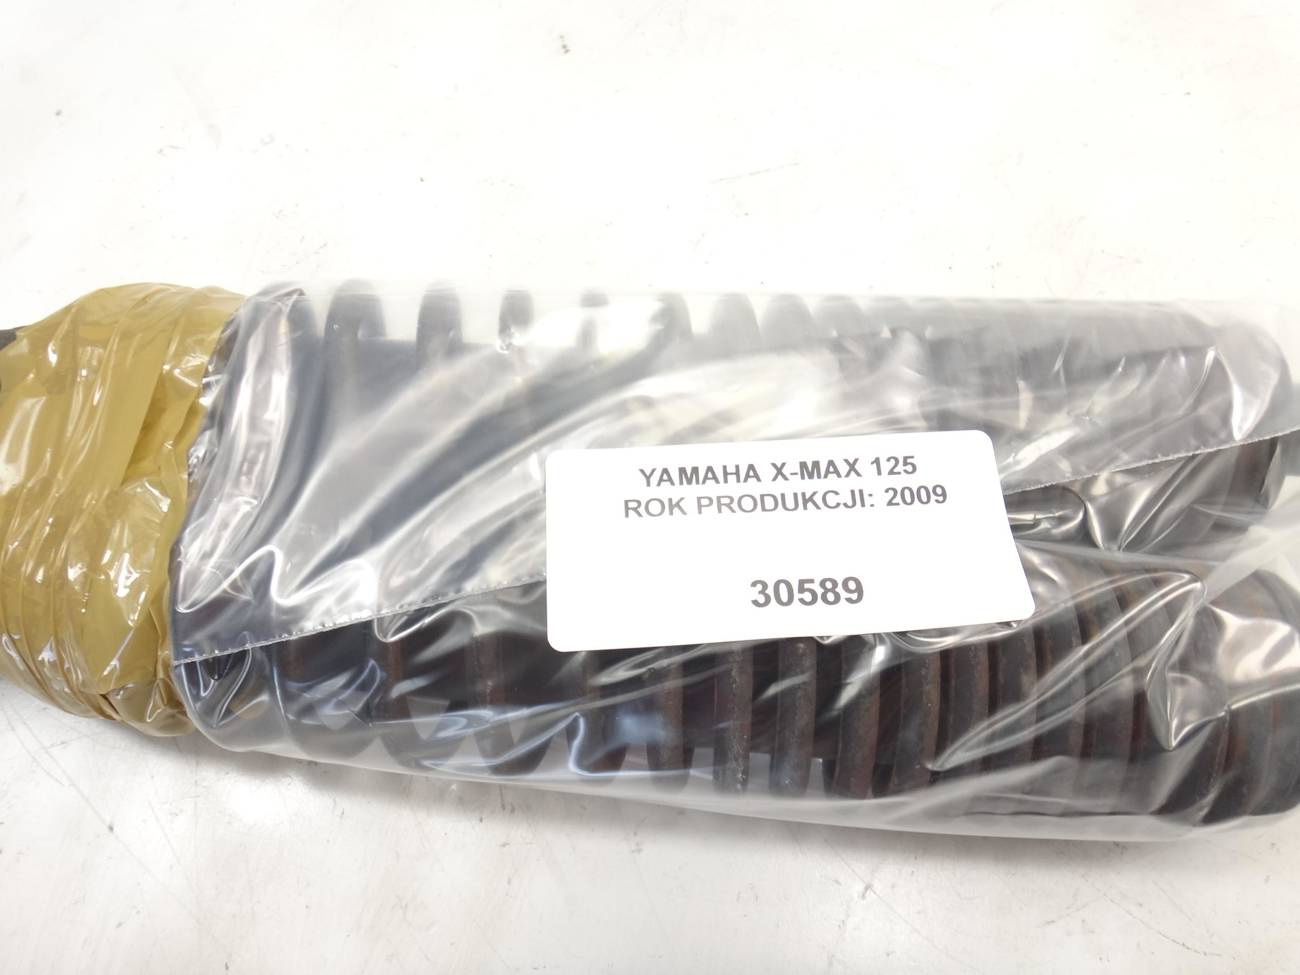 YAMAHA X-MAX 125
ROK PRODUKCJI: 2009
30589